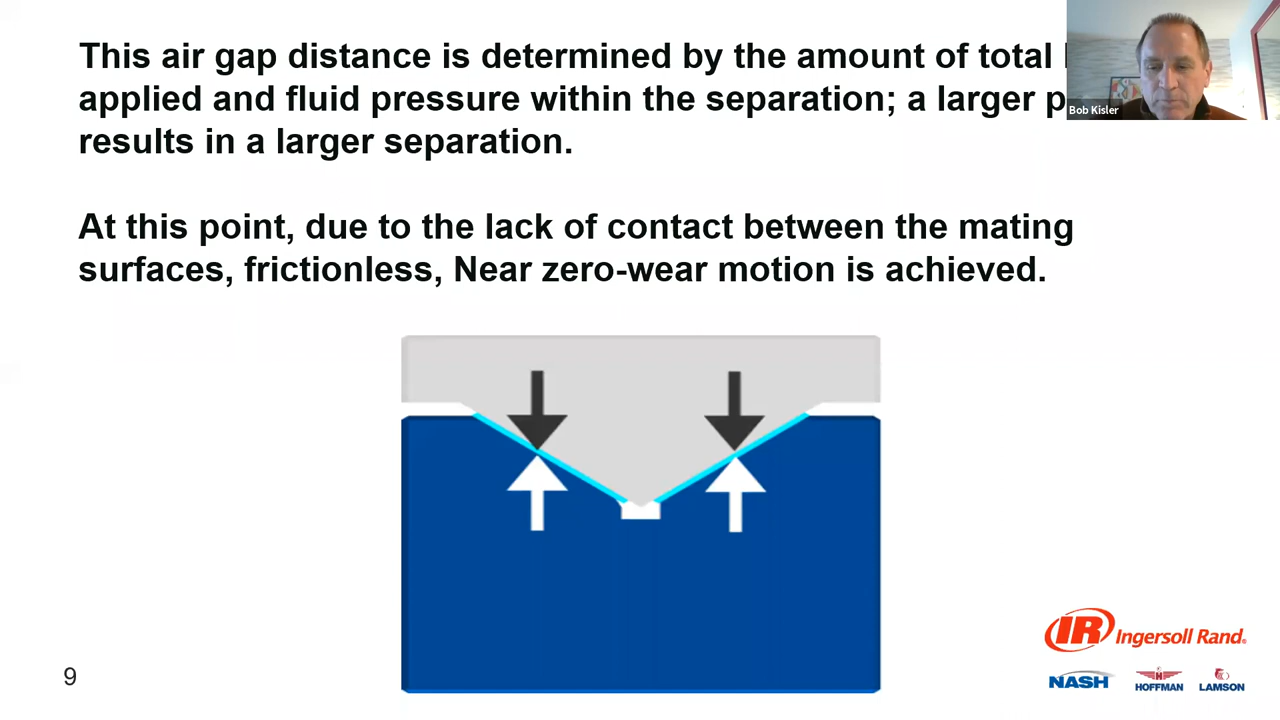 This air gap distance is determined by the amount of total
applied and fluid pressure within the separation; a larger
results in a larger separation.
At this point, due to the lack of contact between the mating
surfaces, frictionless, Near zero-wear motion is achieved.
Bob Kisler
IR Ingersoll Rand®
NASH HOFFMAN LAMSON
9